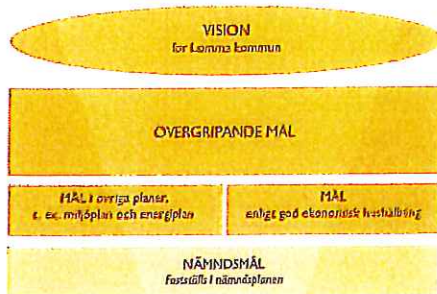 VISION
för Lomma kommun
ÖVERGRIPANDE MÅL
MÅL i övriga planer,
t. ex. miljöplan och energiplan
MÅL
enligt god ekonomisk hushållning
NÄMNDSMÅL
Fastställs i nämndsplanen